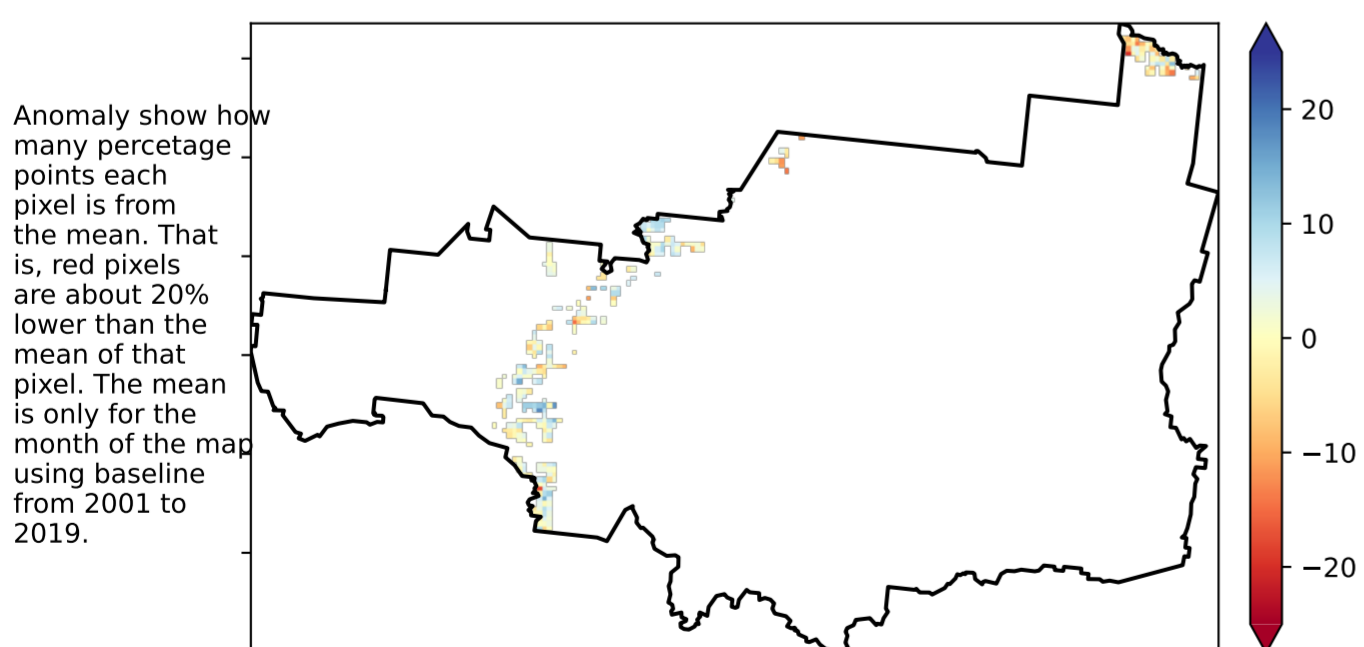 Anomaly show how
many percetage
points each
pixel is from
the mean. That
is, red pixels
are about 20%
lower than the
mean of that
pixel. The mean
is only for the
month of the map
using baseline
from 2001 to
2019.
20
10
0
−10
−20